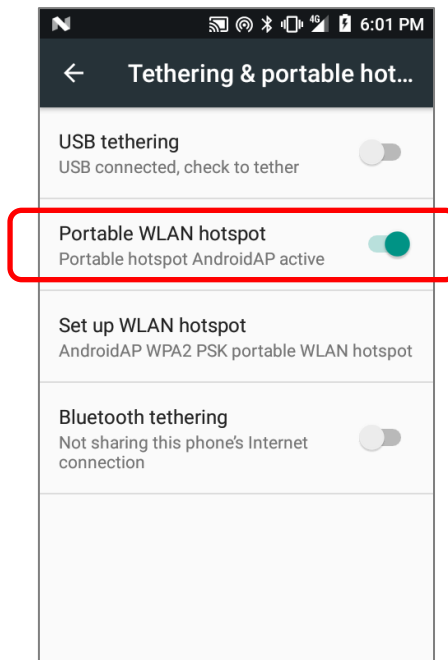 4G 6:01 PM
Tethering & portable hot...
USB tethering
USB connected, check to tether
Portable WLAN hotspot
Portable hotspot AndroidAP active
Set up WLAN hotspot
AndroidAP WPA2 PSK portable WLAN hotspot
Bluetooth tethering
Not sharing this phone's Internet
connection